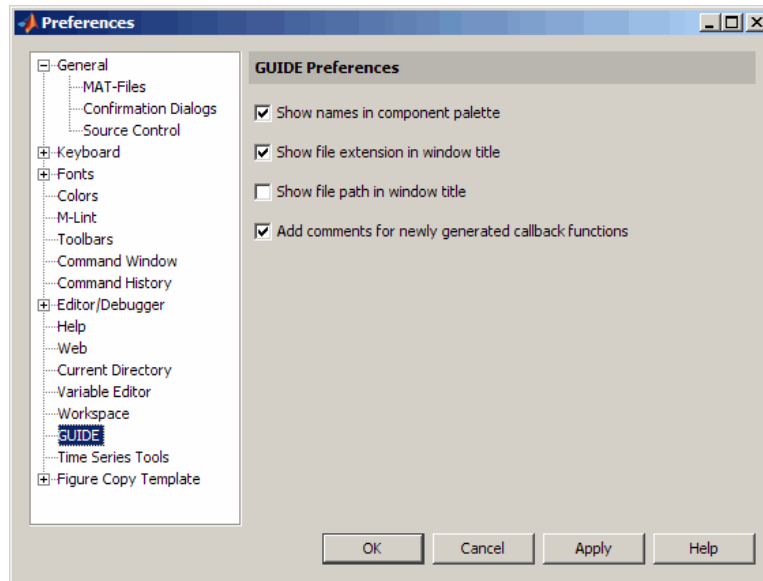 Preferences
General
MAT-Files
Confirmation Dialogs
Source Control
Keyboard
Fonts
Colors
M-Lint
Toolbars
Command Window
Command History
Editor/Debugger
Help
Web
Current Directory
Variable Editor
Workspace
GUIDE
Time Series Tools
Figure Copy Template
GUIDE Preferences
Show names in component palette
Show file extension in window title
Show file path in window title
Add comments for newly generated callback functions
OK Cancel Apply Help